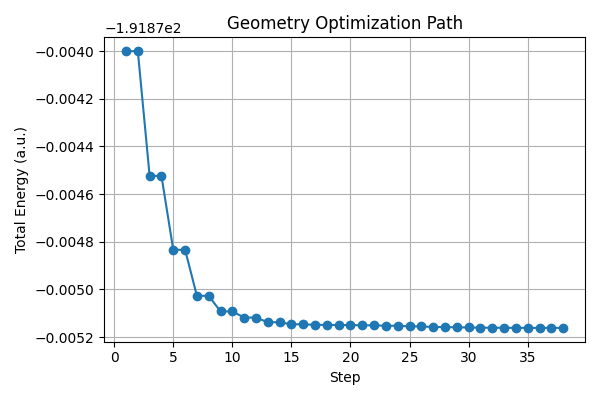 Geometry Optimization Path
−1.9187e2
−0.0040
−0.0042
−0.0044
−0.0046
−0.0048
−0.0050
−0.0052
Total Energy (a.u.)
0 5 10 15 20 25 30 35
Step